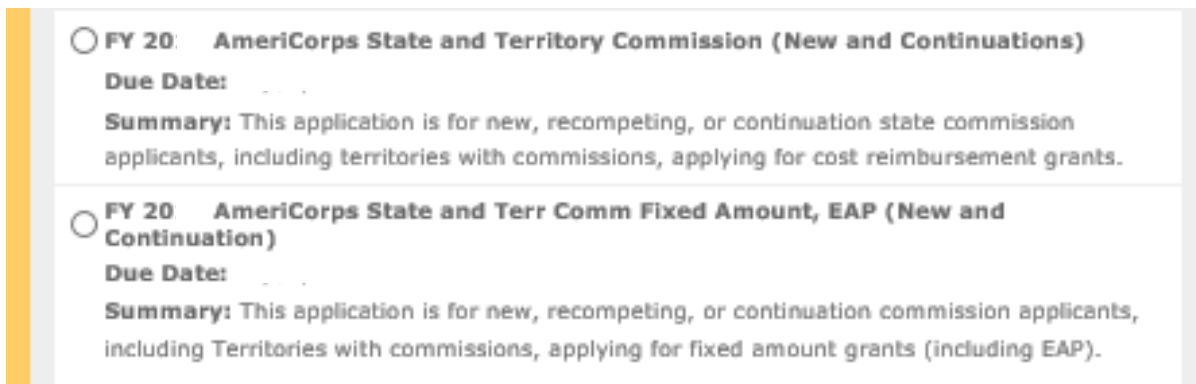 FY 20 AmeriCorps State and Territory Commission (New and Continuations)
Due Date:
Summary: This application is for new, recompeting, or continuation state commission
applicants, including territories with commissions, applying for cost reimbursement grants.
FY 20 AmeriCorps State and Terr Comm Fixed Amount, EAP (New and
Continuation)
Due Date:
Summary: This application is for new, recompeting, or continuation commission applicants,
including Territories with commissions, applying for fixed amount grants (including EAP).